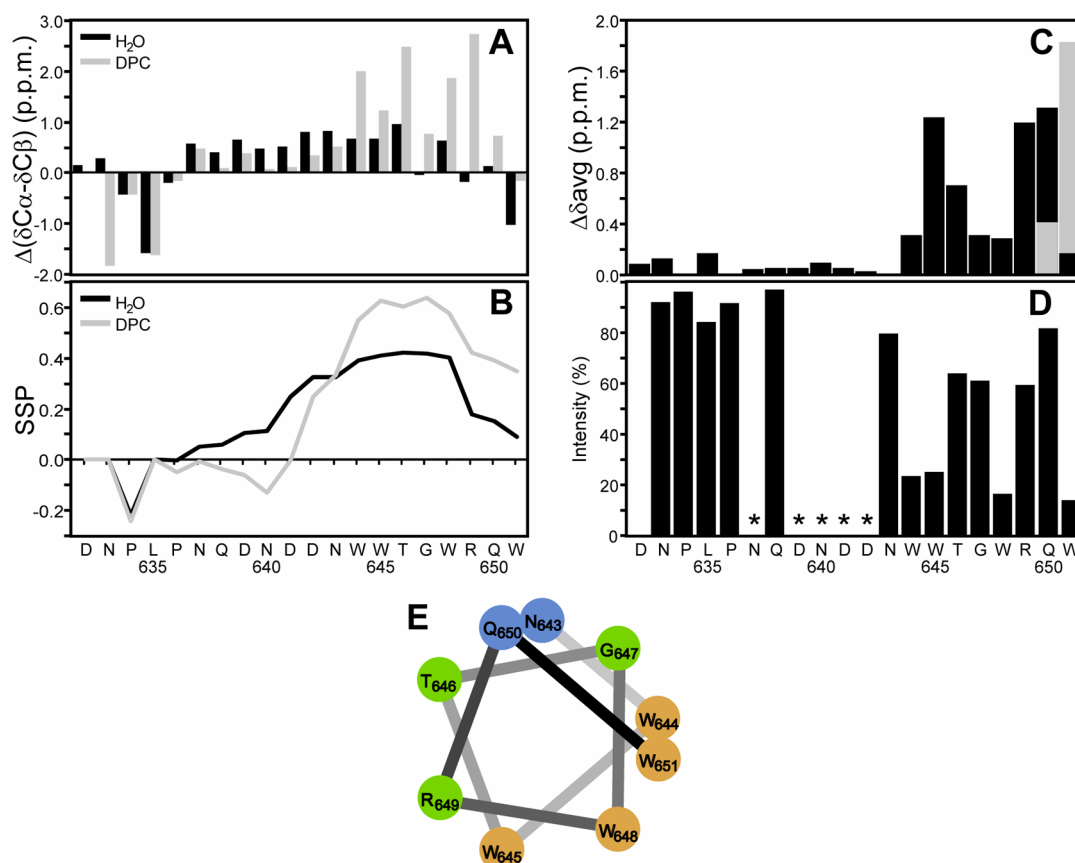 A
H₂O
DPC
Δ(δCα-δCβ) (p.p.m.)
3.0
2.0
1.0
0.0
-1.0
-2.0
B
H₂O
DPC
SSP
0.6
0.4
0.2
0.0
-0.2
D N P L P N Q D N D D N W W T G W R Q W
635 640 645 650
C
Δδavg (p.p.m.)
2.0
1.6
1.2
0.8
0.4
0.0
D
Intensity (%)
80
60
40
20
0
* * * * *
D N P L P N Q D N D D N W W T G W R Q W
635 640 645 650
E
Q650
N643
G647
T646
W644
W651
R649
W648
W645